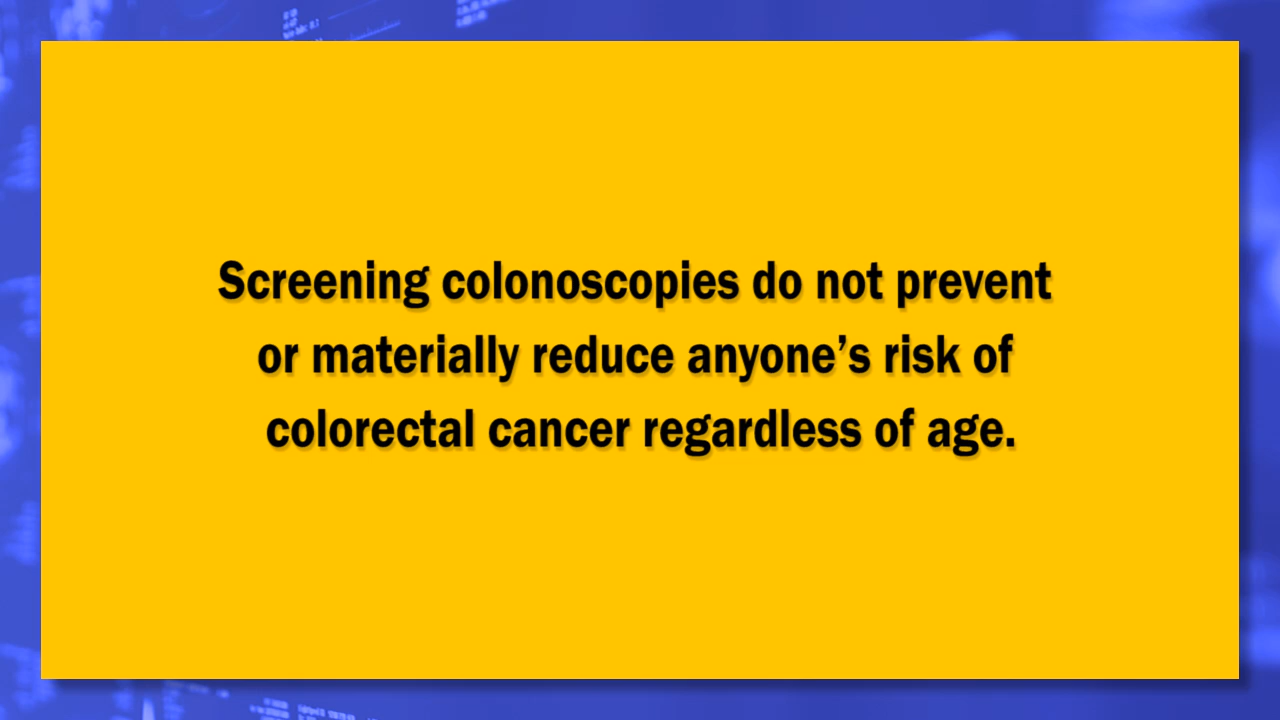 Screening colonoscopies do not prevent
or materially reduce anyone’s risk of
colorectal cancer regardless of age.